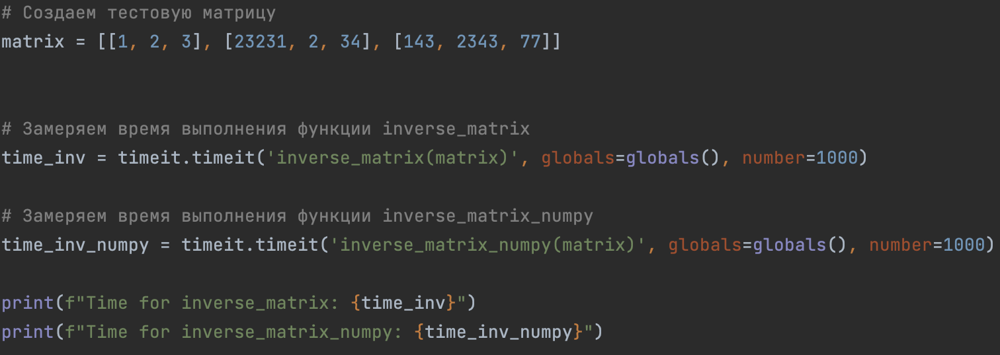 # Создаем тестовую матрицу
matrix = [[1, 2, 3], [23231, 2, 34], [143, 2343, 77]]
# Замеряем время выполнения функции inverse_matrix
time_inv = timeit.timeit('inverse_matrix(matrix)', globals=globals(), number=1000)
# Замеряем время выполнения функции inverse_matrix_numpy
time_inv_numpy = timeit.timeit('inverse_matrix_numpy(matrix)', globals=globals(), number=1000)
print(f"Time for inverse_matrix: {time_inv}")
print(f"Time for inverse_matrix_numpy: {time_inv_numpy}")